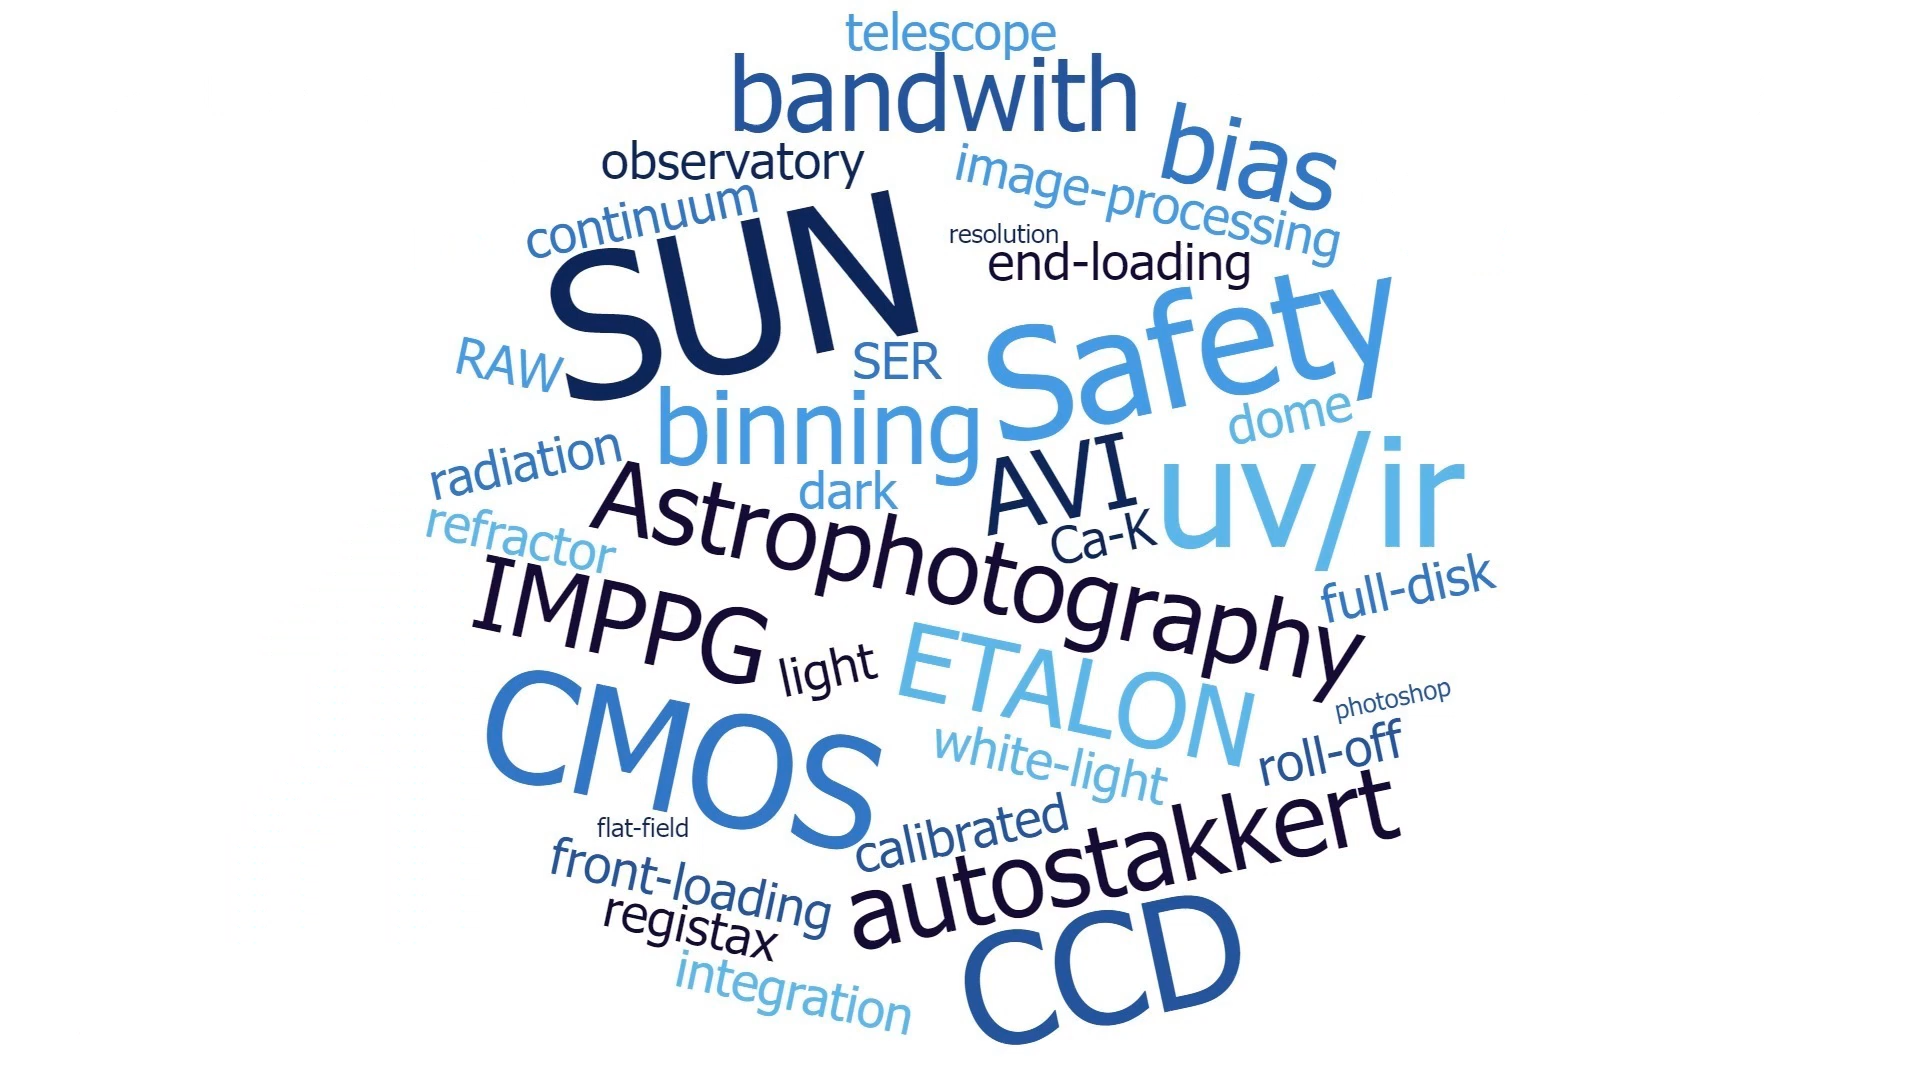 telescope
bandwith
bias
observatory
image-processing
continuum
resolution
end-loading
SUN
Safety
RAW
SER
binning
dome
radiation
dark
AVI
uv/ir
Astrophotography
Ca-K
refractor
full-disk
IMPPG
light
ETALON
photoshop
CMOS
white-light
roll-off
flat-field
calibrated
autostakkert
front-loading
registax
CCD
integration